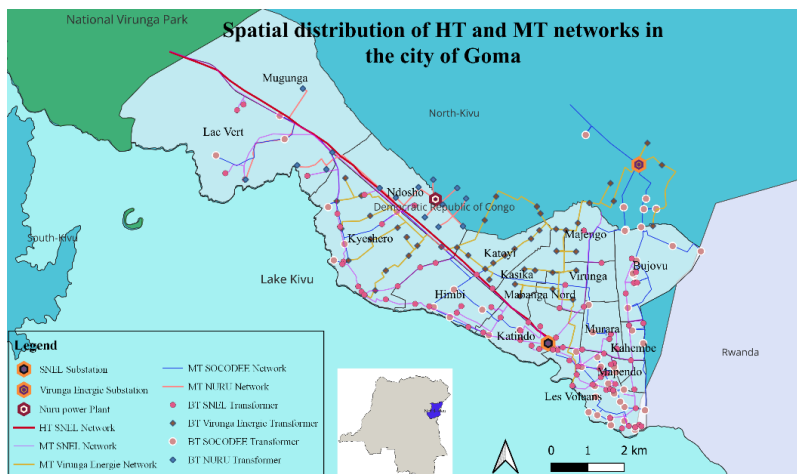 Spatial distribution of HT and MT networks in
the city of Goma
National Virunga Park
Mugunga
North-Kivu
Lac Vert
Ndosho
Democratic Republic of Congo
South-Kivu
Kyeshero
Majengo
Katoyi
Lake Kivu
Kasika
Virunga
Bujovu
Himbi
Mabanga Nord
Katindo
Murara
Kahembe
Rwanda
Mapendo
Les Volcans
Legend
SNEL Substation
Virunga Energie Substation
Nuru power Plant
HT SNEL Network
MT SNEL Network
MT Virunga Energie Network
MT SOCODEE Network
MT NURU Network
BT SNEL Transformer
BT Virunga Energie Transformer
BT SOCODEE Transformer
BT NURU Transformer
0 1 2 km